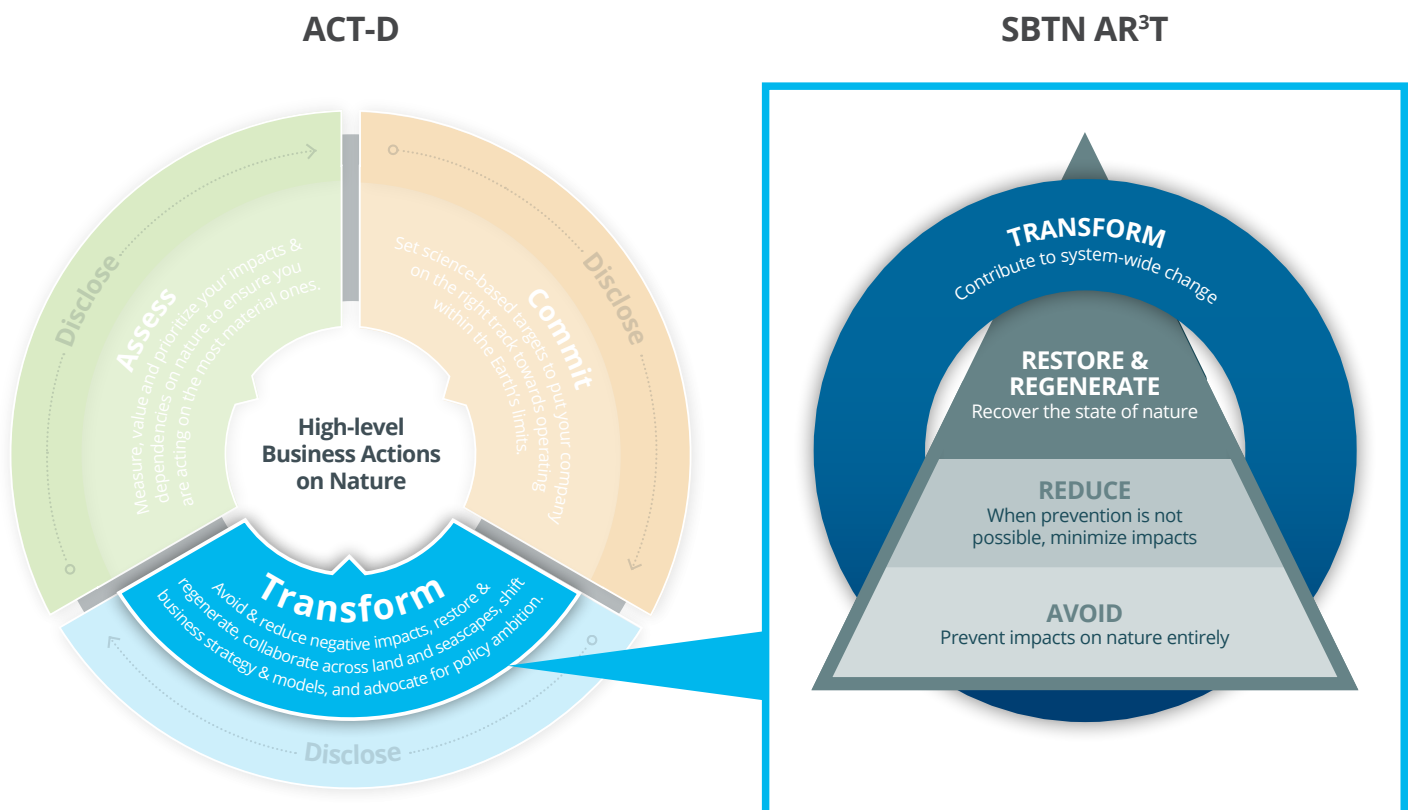 ACT-D
Disclose
Assess
Measure, value and prioritize your impacts &
dependencies on nature to ensure you
are acting on the most material ones.
Disclose
Commit
Set science-based targets to put your company
on the right track towards operating
within the Earth's limits.
High-level
Business Actions
on Nature
Transform
Avoid & reduce negative impacts, restore &
regenerate, collaborate across land and seascapes, shift
business strategy & models, and advocate for policy ambition.
Disclose
SBTN AR³T
TRANSFORM
Contribute to system-wide change
RESTORE &
REGENERATE
Recover the state of nature
REDUCE
When prevention is not
possible, minimize impacts
AVOID
Prevent impacts on nature entirely